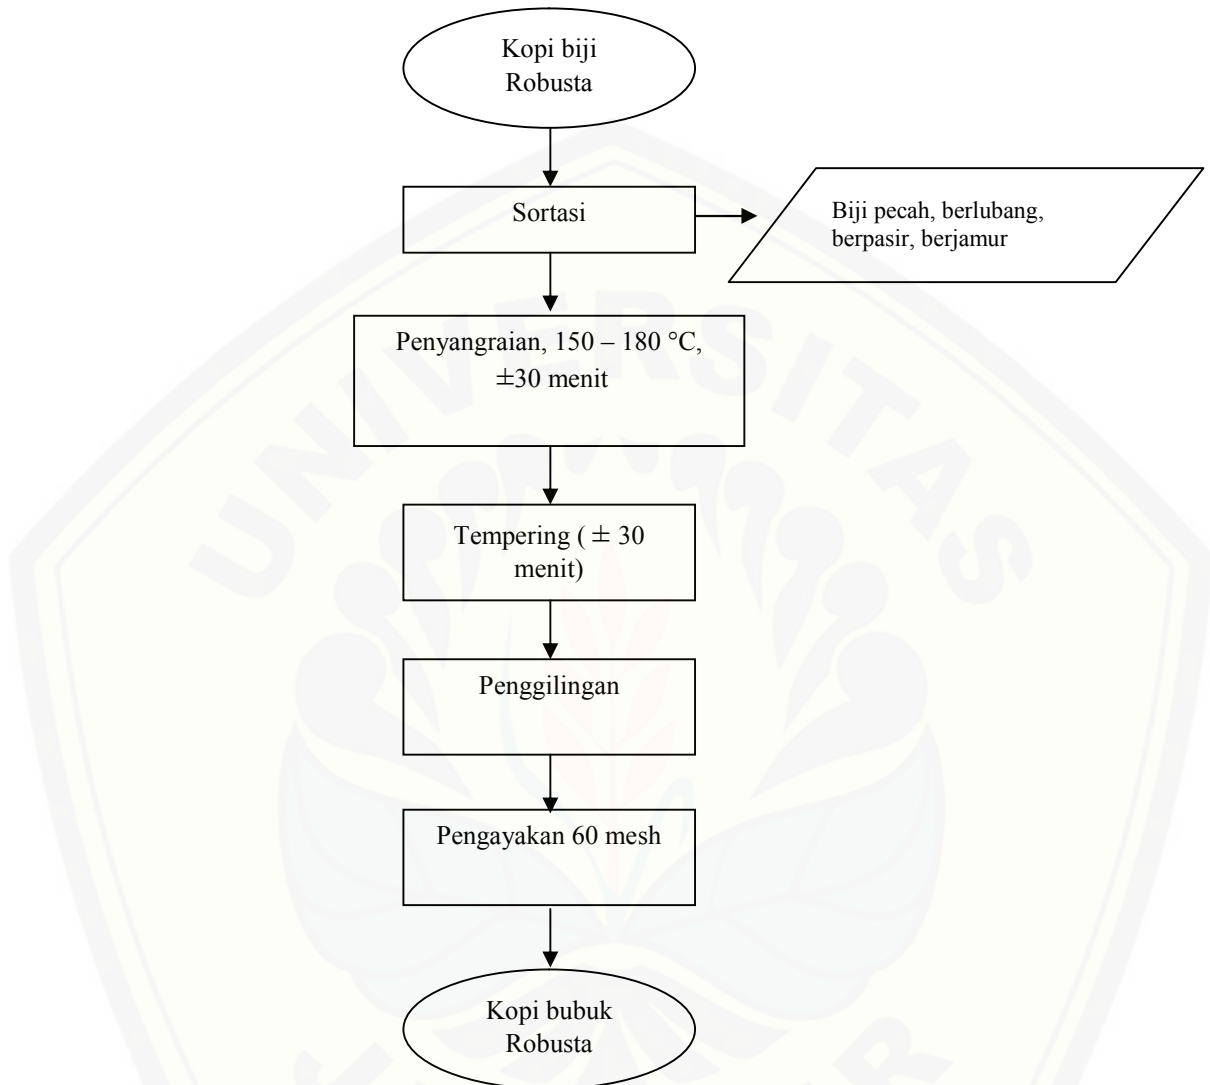 Kopi biji
Robusta
Sortasi
Biji pecah, berlubang,
berpasir, berjamur
Penyangraian, 150 – 180 °C,
±30 menit
Tempering ( ± 30
menit)
Penggilingan
Pengayakan 60 mesh
Kopi bubuk
Robusta
UNIVERSITAS